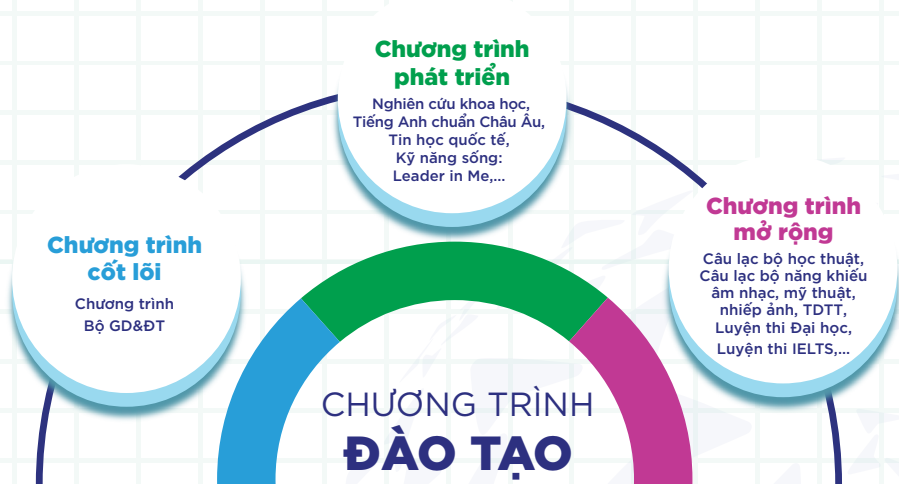 Chương trình
phát triển
Nghiên cứu khoa học,
Tiếng Anh chuẩn Châu Âu,
Tin học quốc tế,
Kỹ năng sống:
Leader in Me,...
Chương trình
cốt lõi
Chương trình
Bộ GD&ĐT
Chương trình
mở rộng
Câu lạc bộ học thuật,
Câu lạc bộ năng khiếu
âm nhạc, mỹ thuật,
nhiếp ảnh, TDTT,
Luyện thi Đại học,
Luyện thi IELTS,...
CHƯƠNG TRÌNH
ĐÀO TẠO